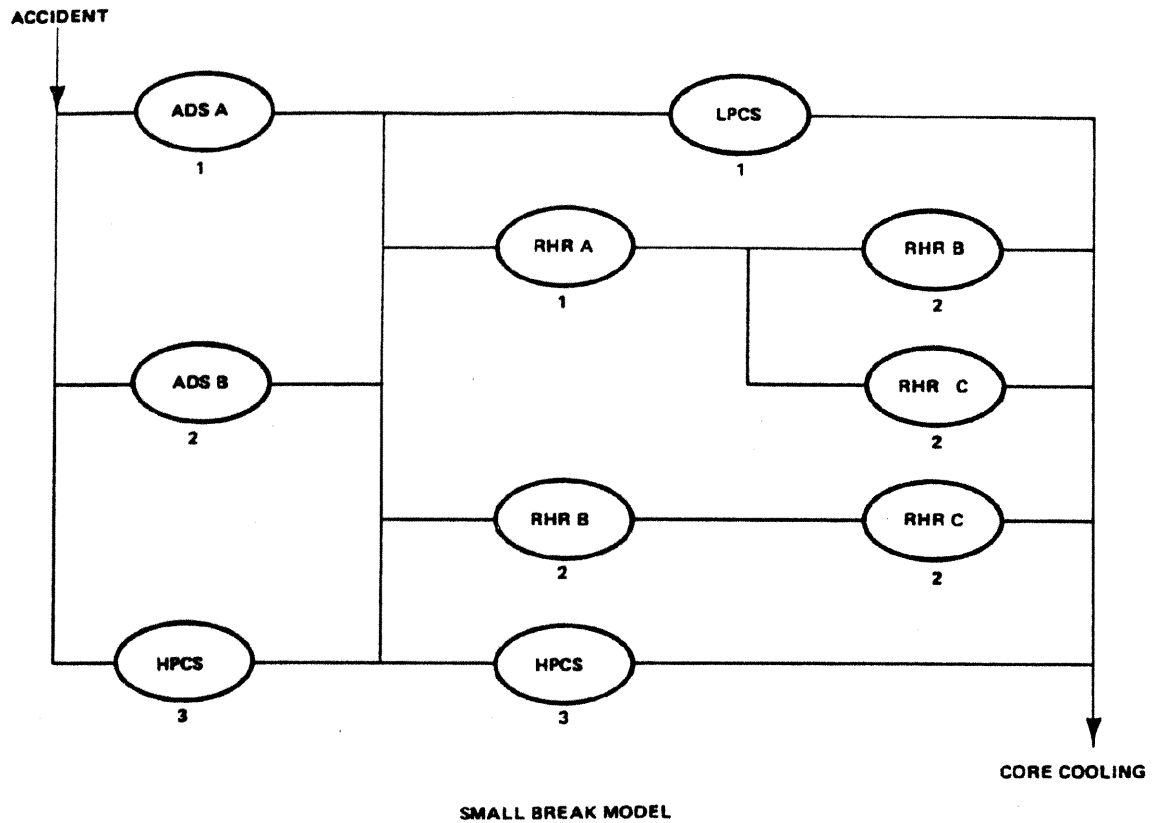 ACCIDENT
ADS A
1
LPCS
1
RHR A
1
RHR B
2
ADS B
2
RHR C
2
RHR B
2
RHR C
2
HPCS
3
HPCS
3
CORE COOLING
SMALL BREAK MODEL